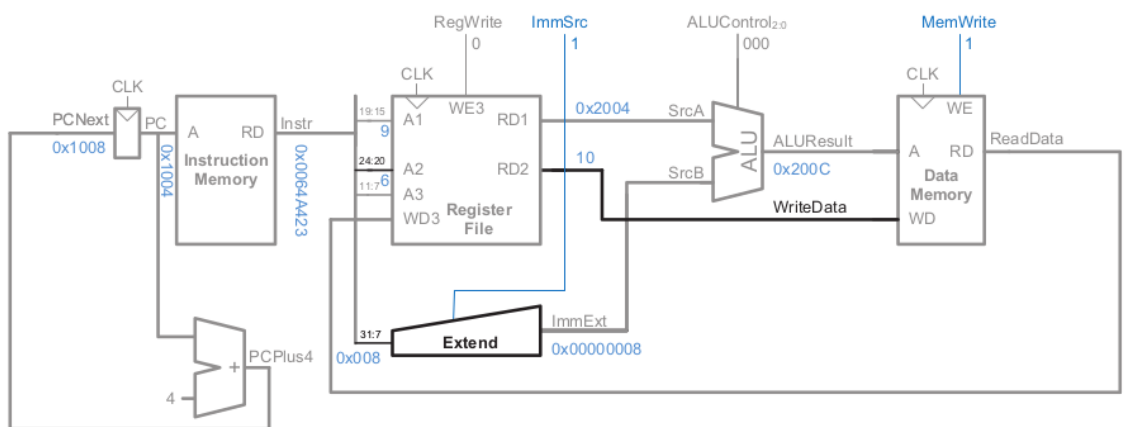 RegWrite
0
ImmSrc
1
ALUControl2:0
000
MemWrite
1
CLK
PCNext
0x1008
PC
0x1004
A
RD
Instruction
Memory
Instr
0x0064A423
19:15
9
24:20
6
11:7
CLK
WE3
A1
RD1
A2
RD2
A3
WD3
Register
File
0x2004
SrcA
10
SrcB
ALU
ALUResult
0x200C
WriteData
CLK
WE
A
RD
Data
Memory
WD
ReadData
31:7
0x008
Extend
ImmExt
0x00000008
+
PCPlus4
4